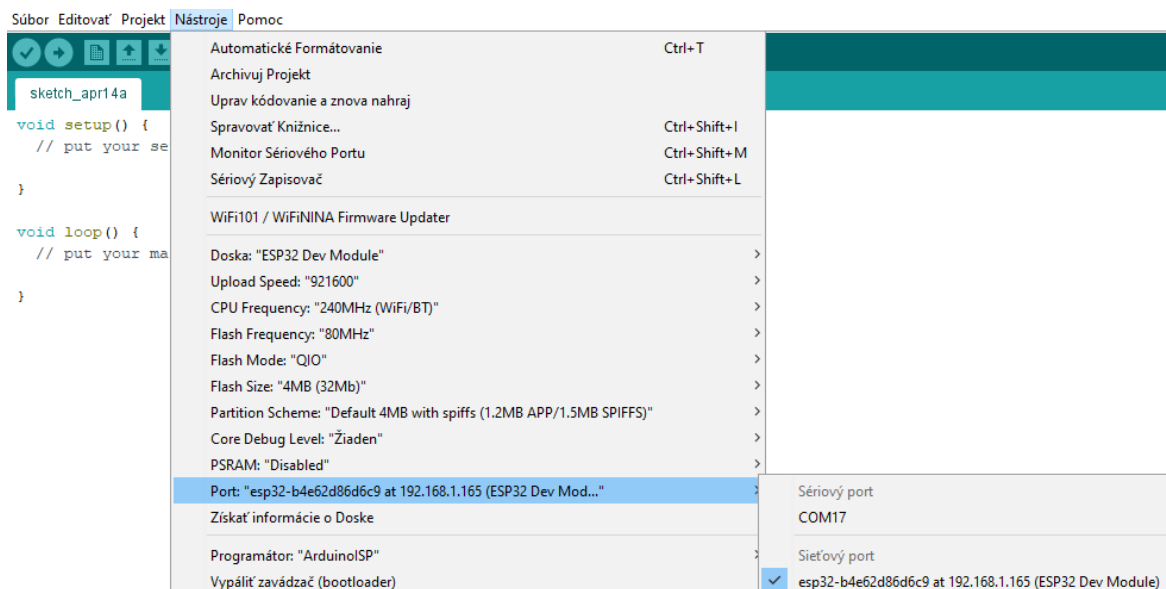 Súbor Editovať Projekt Nástroje Pomoc
sketch_apr14a
void setup() {
// put your se
}
void loop() {
// put your ma
}
Automatické Formátovanie Ctrl+T
Archivuj Projekt
Uprav kódovanie a znova nahraj
Spravovať Knižnice... Ctrl+Shift+I
Monitor Sériového Portu Ctrl+Shift+M
Sériový Zapisovač Ctrl+Shift+L
WiFi101 / WiFiNINA Firmware Updater
Doska: "ESP32 Dev Module"
Upload Speed: "921600"
CPU Frequency: "240MHz (WiFi/BT)"
Flash Frequency: "80MHz"
Flash Mode: "QIO"
Flash Size: "4MB (32Mb)"
Partition Scheme: "Default 4MB with spiffs (1.2MB APP/1.5MB SPIFFS)"
Core Debug Level: "Žiaden"
PSRAM: "Disabled"
Port: "esp32-b4e62d86d6c9 at 192.168.1.165 (ESP32 Dev Mod..."
Získať informácie o Doske
Programátor: "ArduinoISP"
Vypáliť zavádzač (bootloader)
Sériový port
COM17
Sieťový port
esp32-b4e62d86d6c9 at 192.168.1.165 (ESP32 Dev Module)